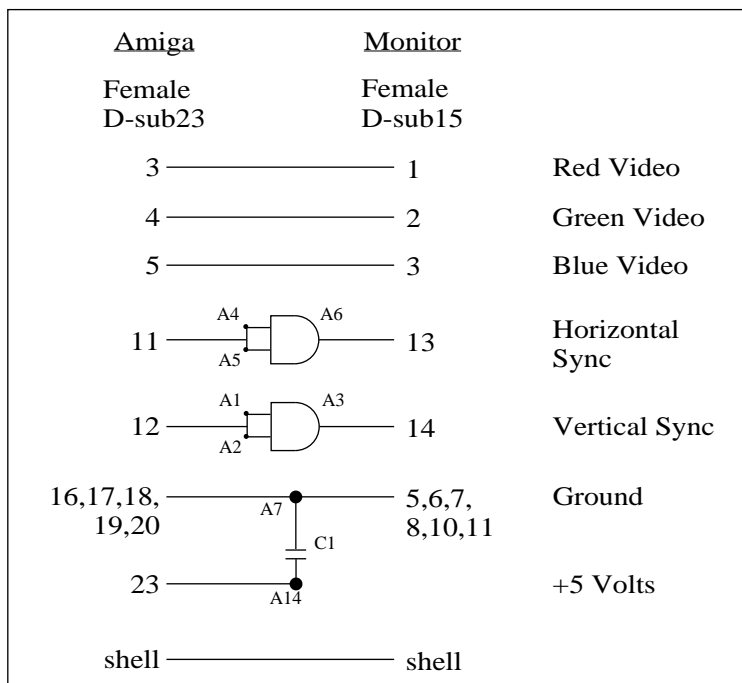 Amiga Monitor
Female Female
D-sub23 D-sub15
3 1 Red Video
4 2 Green Video
5 3 Blue Video
A4 A6
11 13 Horizontal
A5 Sync
A1 A3
12 14 Vertical Sync
A2
16,17,18, 5,6,7, Ground
A7
19,20 8,10,11
C1
23 +5 Volts
A14
shell shell